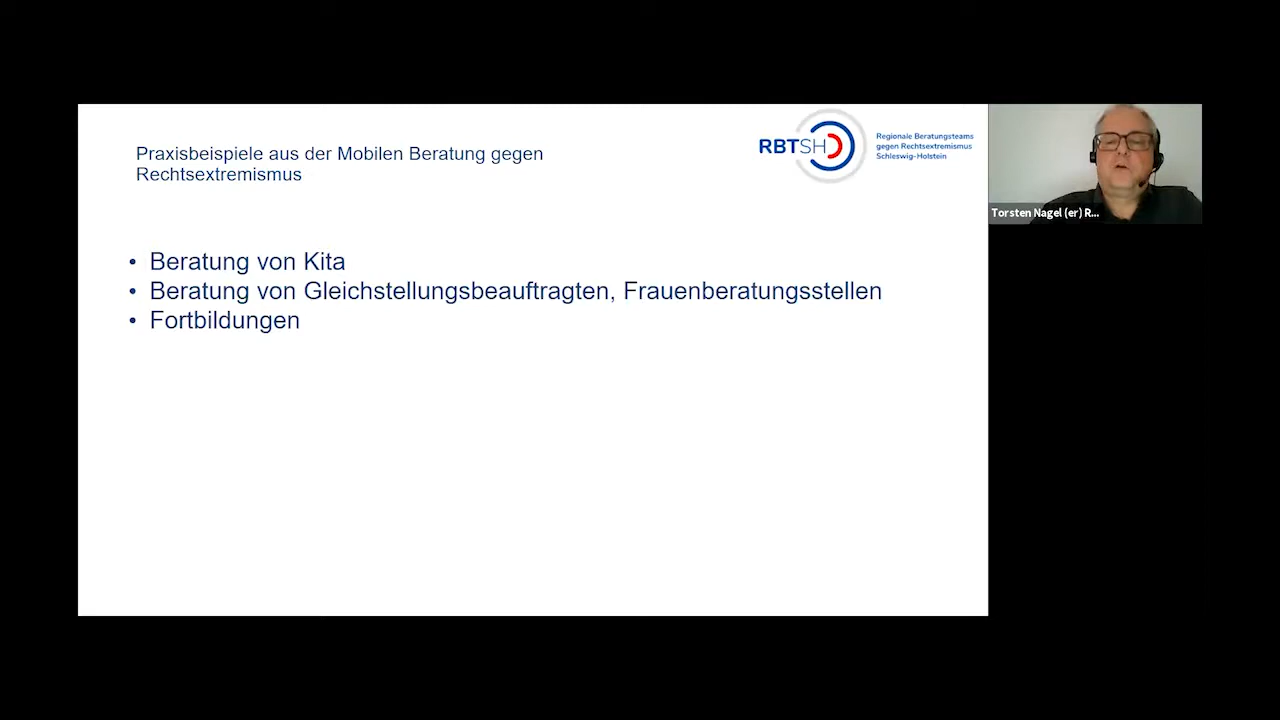 Praxisbeispiele aus der Mobilen Beratung gegen
Rechtsextremismus
RBTSH
Regionale Beratungsteams
gegen Rechtsextremismus
Schleswig-Holstein
Torsten Nagel (er) R...
• Beratung von Kita
• Beratung von Gleichstellungsbeauftragten, Frauenberatungsstellen
• Fortbildungen